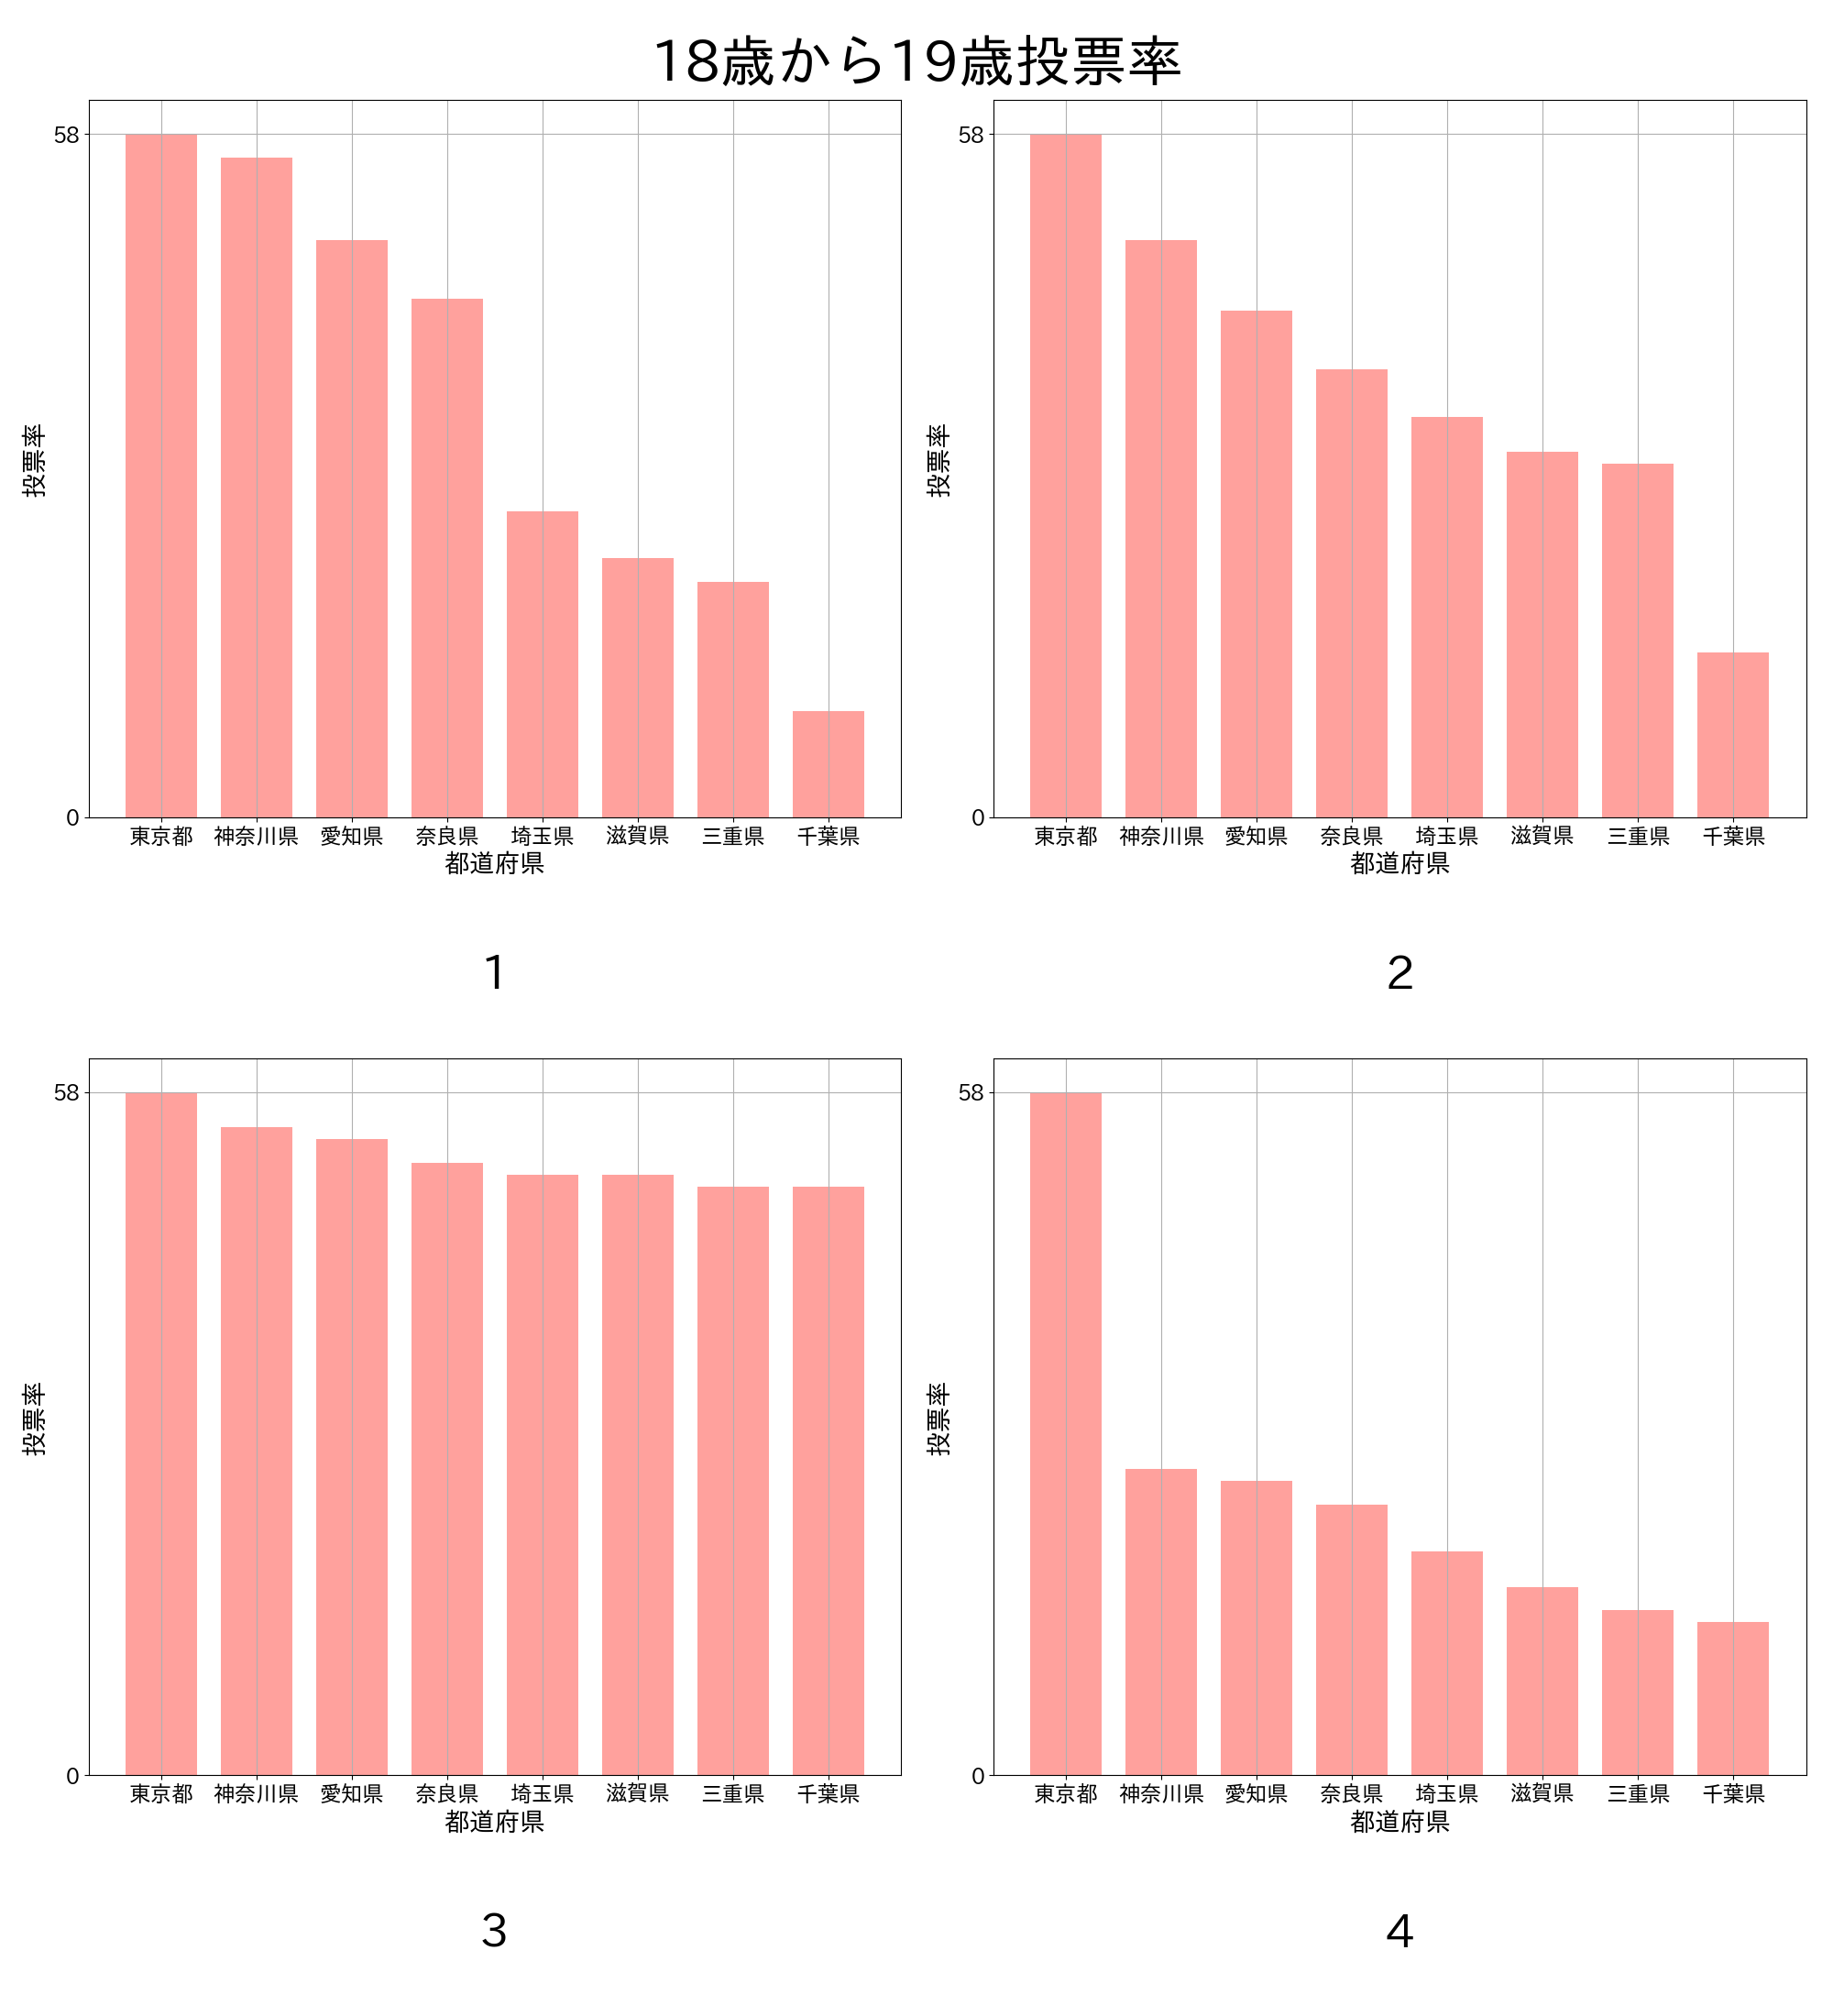 18歳から19歳投票率
58
0
投票率
東京都 神奈川県 愛知県 奈良県 埼玉県 滋賀県 三重県 千葉県
都道府県
1
58
0
投票率
東京都 神奈川県 愛知県 奈良県 埼玉県 滋賀県 三重県 千葉県
都道府県
2
58
0
投票率
東京都 神奈川県 愛知県 奈良県 埼玉県 滋賀県 三重県 千葉県
都道府県
3
58
0
投票率
東京都 神奈川県 愛知県 奈良県 埼玉県 滋賀県 三重県 千葉県
都道府県
4